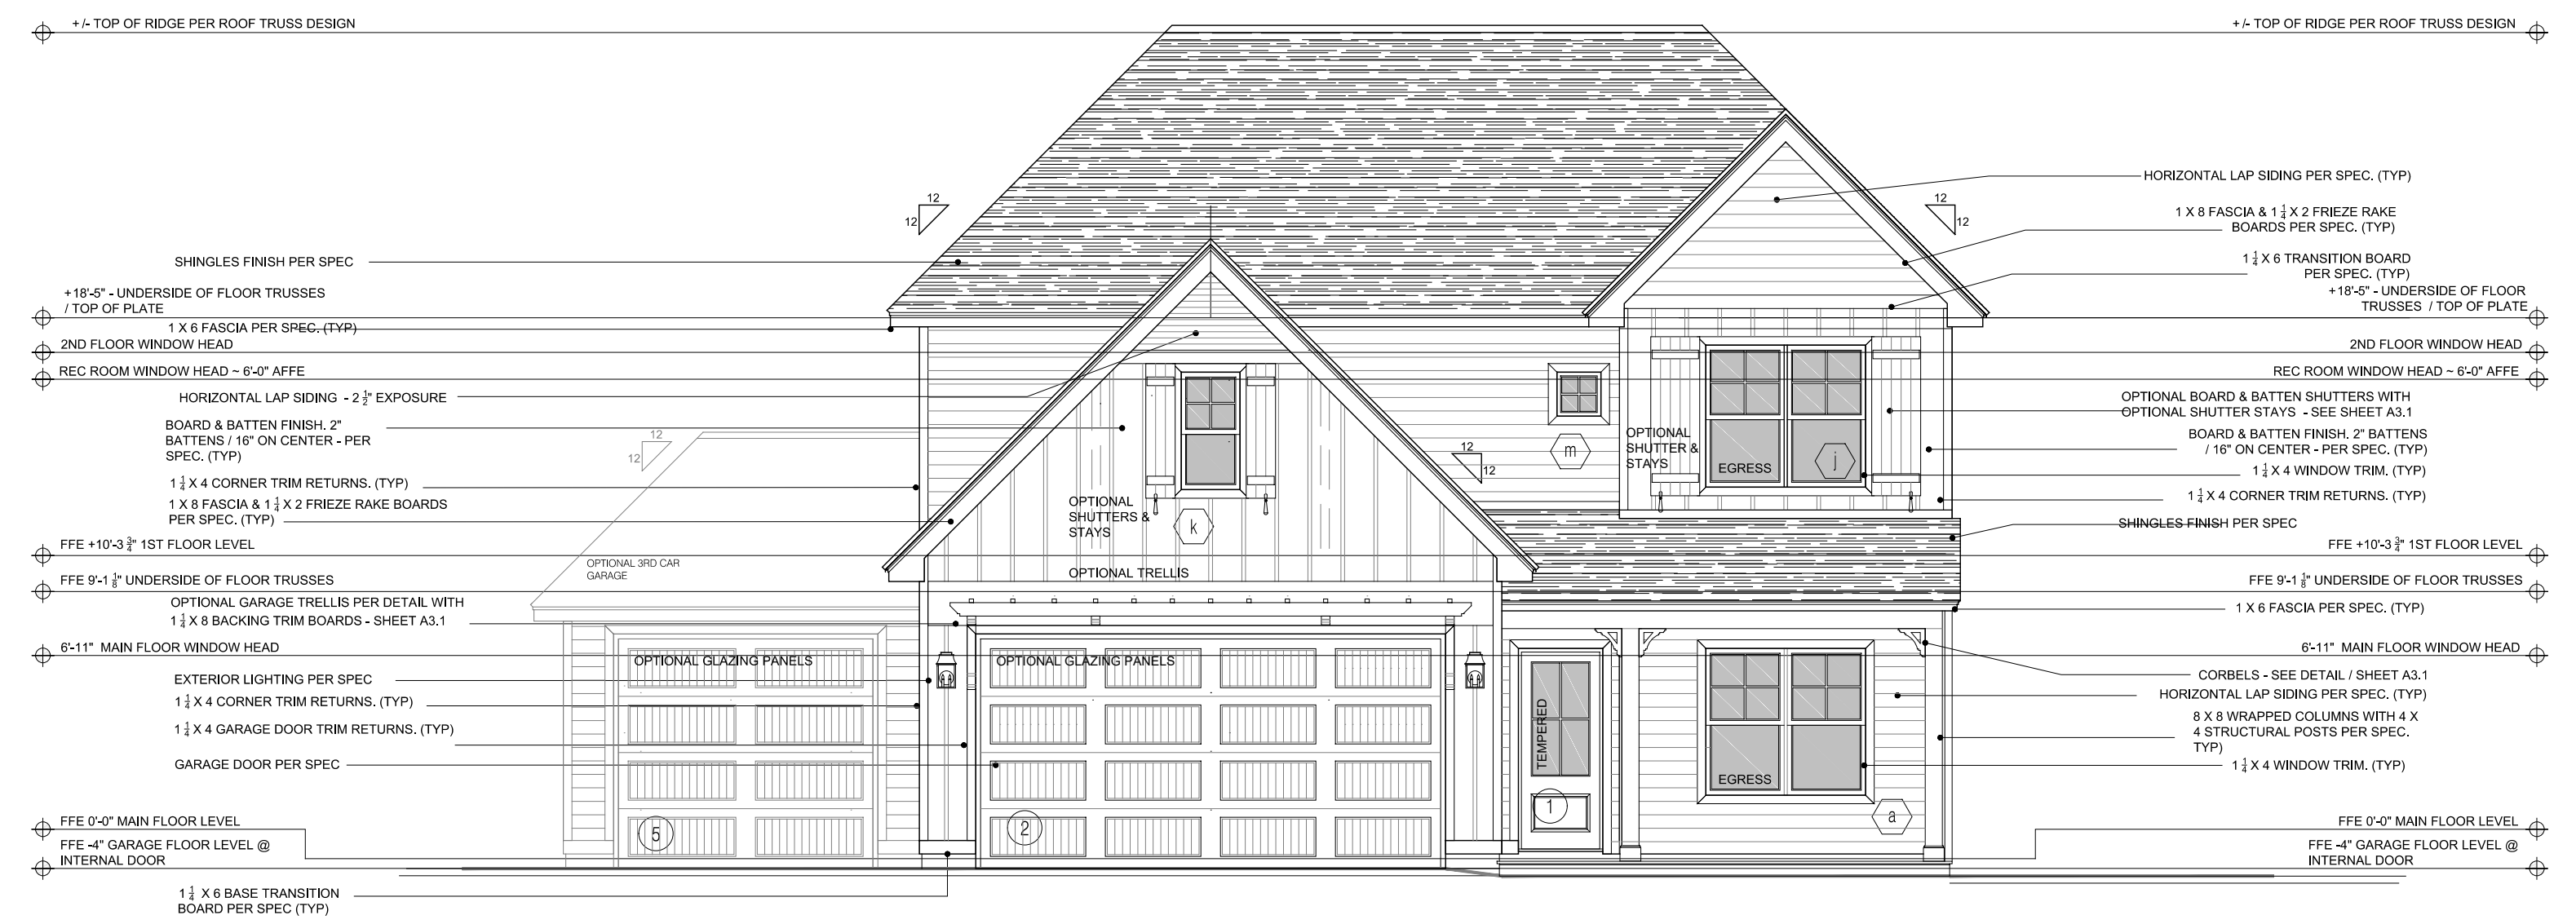 +/- TOP OF RIDGE PER ROOF TRUSS DESIGN
SHINGLES FINISH PER SPEC
+18'-5" - UNDERSIDE OF FLOOR TRUSSES
/ TOP OF PLATE
1 X 6 FASCIA PER SPEC. (TYP)
2ND FLOOR WINDOW HEAD
REC ROOM WINDOW HEAD ~ 6'-0" AFFE
HORIZONTAL LAP SIDING - 2 1/2" EXPOSURE
BOARD & BATTEN FINISH. 2"
BATTENS / 16" ON CENTER - PER
SPEC. (TYP)
1 1/4 X 4 CORNER TRIM RETURNS. (TYP)
1 X 8 FASCIA & 1 1/4 X 2 FRIEZE RAKE BOARDS
PER SPEC. (TYP)
FFE +10'-3 3/4" 1ST FLOOR LEVEL
FFE 9'-1 1/8" UNDERSIDE OF FLOOR TRUSSES
OPTIONAL GARAGE TRELLIS PER DETAIL WITH
1 1/4 X 8 BACKING TRIM BOARDS - SHEET A3.1
6'-11" MAIN FLOOR WINDOW HEAD
EXTERIOR LIGHTING PER SPEC
1 1/4 X 4 CORNER TRIM RETURNS. (TYP)
1 1/4 X 4 GARAGE DOOR TRIM RETURNS. (TYP)
GARAGE DOOR PER SPEC
FFE 0'-0" MAIN FLOOR LEVEL
FFE -4" GARAGE FLOOR LEVEL @
INTERNAL DOOR
1 1/4 X 6 BASE TRANSITION
BOARD PER SPEC (TYP)
12
12
12
12
OPTIONAL 3RD CAR
GARAGE
OPTIONAL GLAZING PANELS
5
OPTIONAL
SHUTTERS &
STAYS
k
OPTIONAL TRELLIS
OPTIONAL GLAZING PANELS
2
12
12
m
OPTIONAL
SHUTTER &
STAYS
EGRESS
j
TEMPERED
1
EGRESS
a
12
12
+/- TOP OF RIDGE PER ROOF TRUSS DESIGN
HORIZONTAL LAP SIDING PER SPEC. (TYP)
1 X 8 FASCIA & 1 1/4 X 2 FRIEZE RAKE
BOARDS PER SPEC. (TYP)
1 1/4 X 6 TRANSITION BOARD
PER SPEC. (TYP)
+18'-5" - UNDERSIDE OF FLOOR
TRUSSES / TOP OF PLATE
2ND FLOOR WINDOW HEAD
REC ROOM WINDOW HEAD ~ 6'-0" AFFE
OPTIONAL BOARD & BATTEN SHUTTERS WITH
OPTIONAL SHUTTER STAYS - SEE SHEET A3.1
BOARD & BATTEN FINISH. 2" BATTENS
/ 16" ON CENTER - PER SPEC. (TYP)
1 1/4 X 4 WINDOW TRIM. (TYP)
1 1/4 X 4 CORNER TRIM RETURNS. (TYP)
SHINGLES FINISH PER SPEC
FFE +10'-3 3/4" 1ST FLOOR LEVEL
FFE 9'-1 1/8" UNDERSIDE OF FLOOR TRUSSES
1 X 6 FASCIA PER SPEC. (TYP)
6'-11" MAIN FLOOR WINDOW HEAD
CORBELS - SEE DETAIL / SHEET A3.1
HORIZONTAL LAP SIDING PER SPEC. (TYP)
8 X 8 WRAPPED COLUMNS WITH 4 X
4 STRUCTURAL POSTS PER SPEC.
TYP)
1 1/4 X 4 WINDOW TRIM. (TYP)
FFE 0'-0" MAIN FLOOR LEVEL
FFE -4" GARAGE FLOOR LEVEL @
INTERNAL DOOR